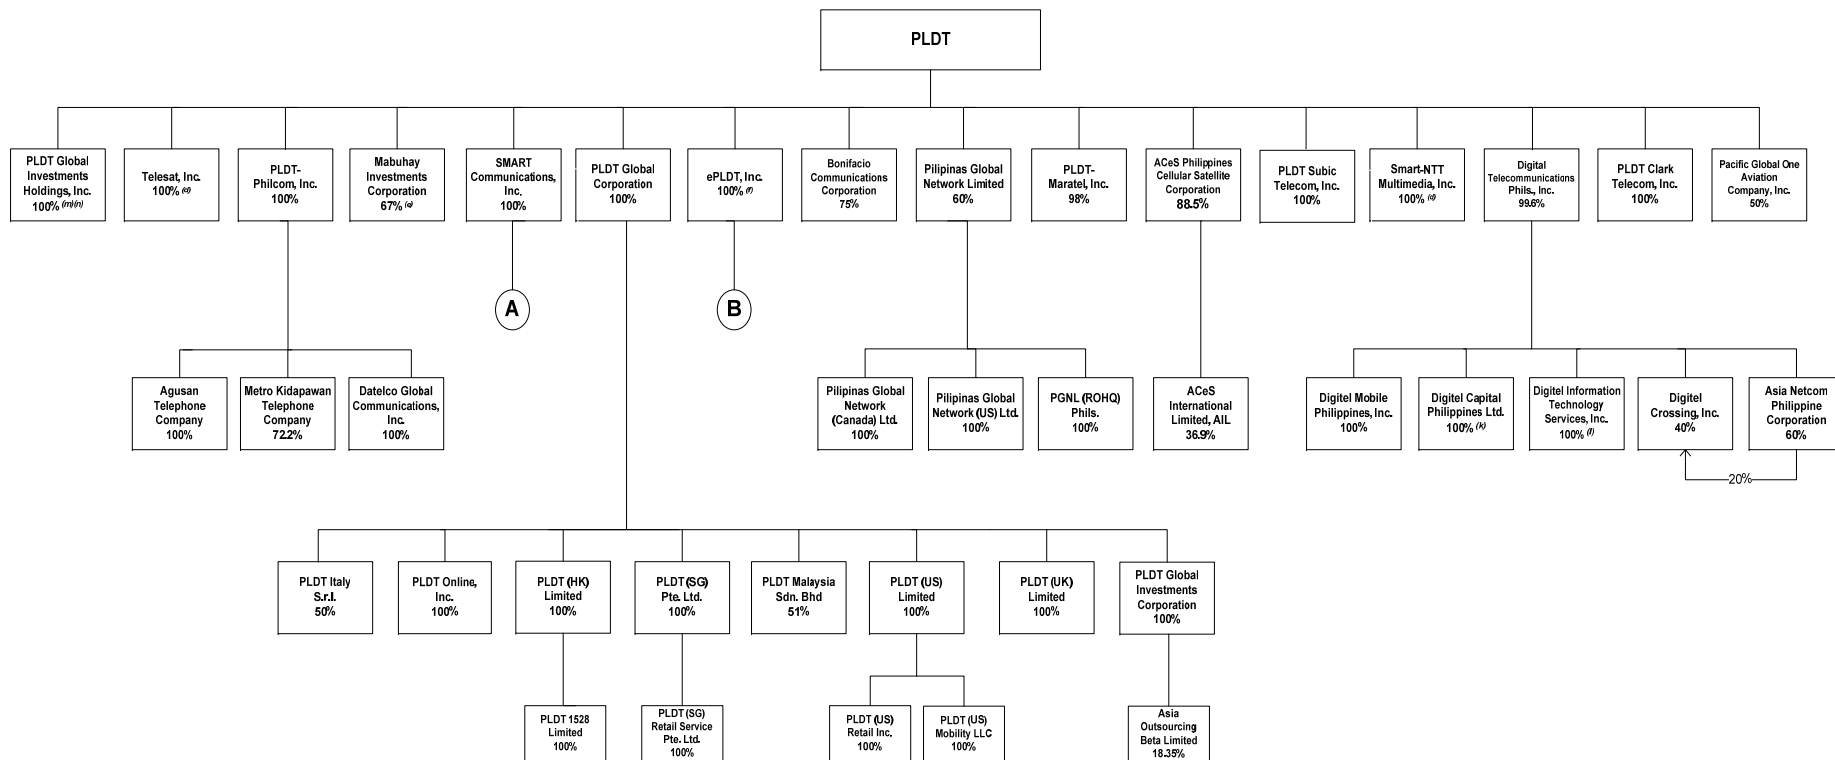 PLDT
PLDT Global
Investments
Holdings, Inc.
100% (m)(n)
Telesat, Inc.
100% (d)
PLDT-
Philcom, Inc.
100%
Mabuhay
Investments
Corporation
67% (e)
SMART
Communications,
Inc.
100%
PLDT Global
Corporation
100%
ePLDT, Inc.
100% (f)
Bonifacio
Communications
Corporation
75%
Pilipinas Global
Network Limited
60%
PLDT-
Maratel, Inc.
98%
ACeS Philippines
Cellular Satellite
Corporation
88.5%
PLDT Subic
Telecom, Inc.
100%
Smart-NTT
Multimedia, Inc.
100% (d)
Digital
Telecommunications
Phils., Inc.
99.6%
PLDT Clark
Telecom, Inc.
100%
Pacific Global One
Aviation
Company, Inc.
50%
A
B
Agusan
Telephone
Company
100%
Metro Kidapawan
Telephone
Company
72.2%
Datelco Global
Communications,
Inc.
100%
Pilipinas Global
Network
(Canada) Ltd.
100%
Pilipinas Global
Network (US) Ltd.
100%
PGNL (ROHQ)
Phils.
100%
ACeS
International
Limited, AIL
36.9%
Digitel Mobile
Philippines, Inc.
100%
Digitel Capital
Philippines Ltd.
100% (k)
Digitel Information
Technology
Services, Inc.
100% (l)
Digitel
Crossing, Inc.
40%
Asia Netcom
Philippine
Corporation
60%
20%
PLDT Italy
S.r.l.
50%
PLDT Online,
Inc.
100%
PLDT (HK)
Limited
100%
PLDT (SG)
Pte. Ltd.
100%
PLDT Malaysia
Sdn. Bhd
51%
PLDT (US)
Limited
100%
PLDT (UK)
Limited
100%
PLDT Global
Investments
Corporation
100%
PLDT 1528
Limited
100%
PLDT (SG)
Retail Service
Pte. Ltd.
100%
PLDT (US)
Retail Inc.
100%
PLDT (US)
Mobility LLC
100%
Asia
Outsourcing
Beta Limited
18.35%